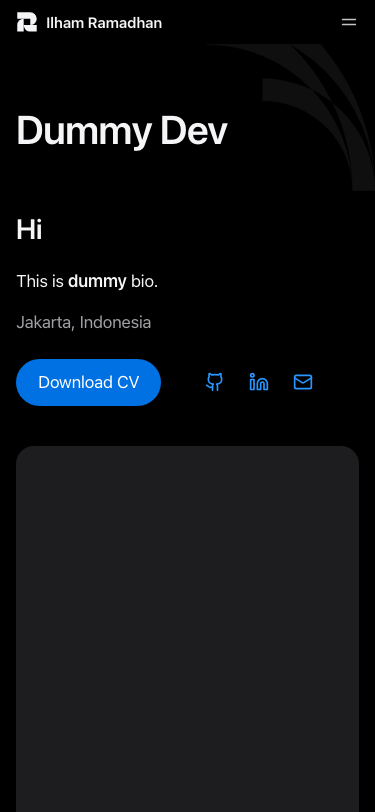 Ilham Ramadhan
Dummy Dev
Hi
This is dummy bio.
Jakarta, Indonesia
Download CV